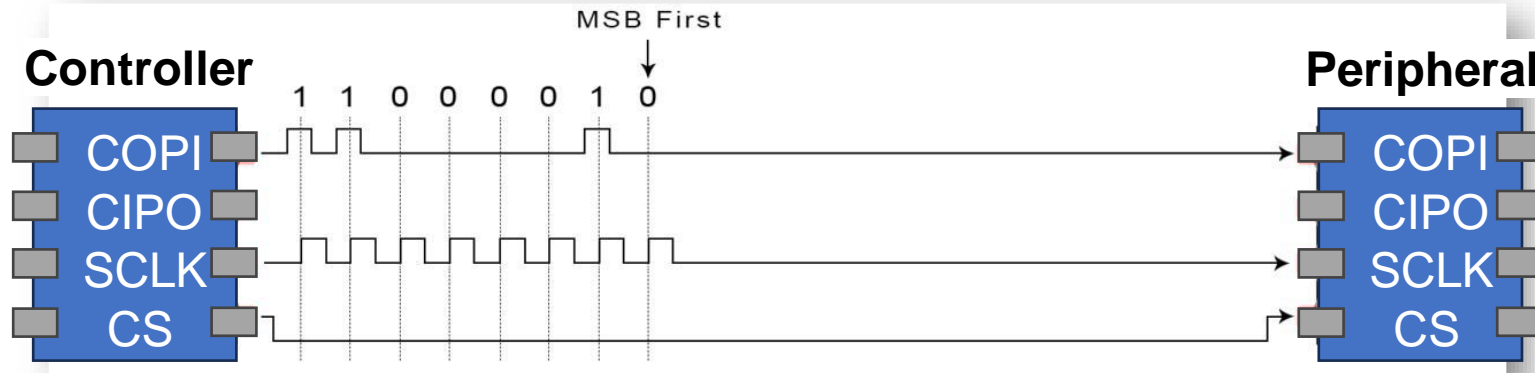 MSB First
Controller
Peripheral
1 1 0 0 0 0 1 0
COPI
CIPO
SCLK
CS
COPI
CIPO
SCLK
CS